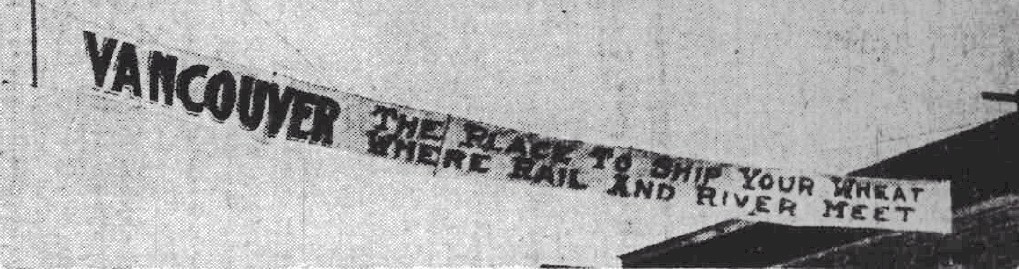 VANCOUVER
THE PLACE TO SHIP YOUR WHEAT
WHERE RAIL AND RIVER MEET